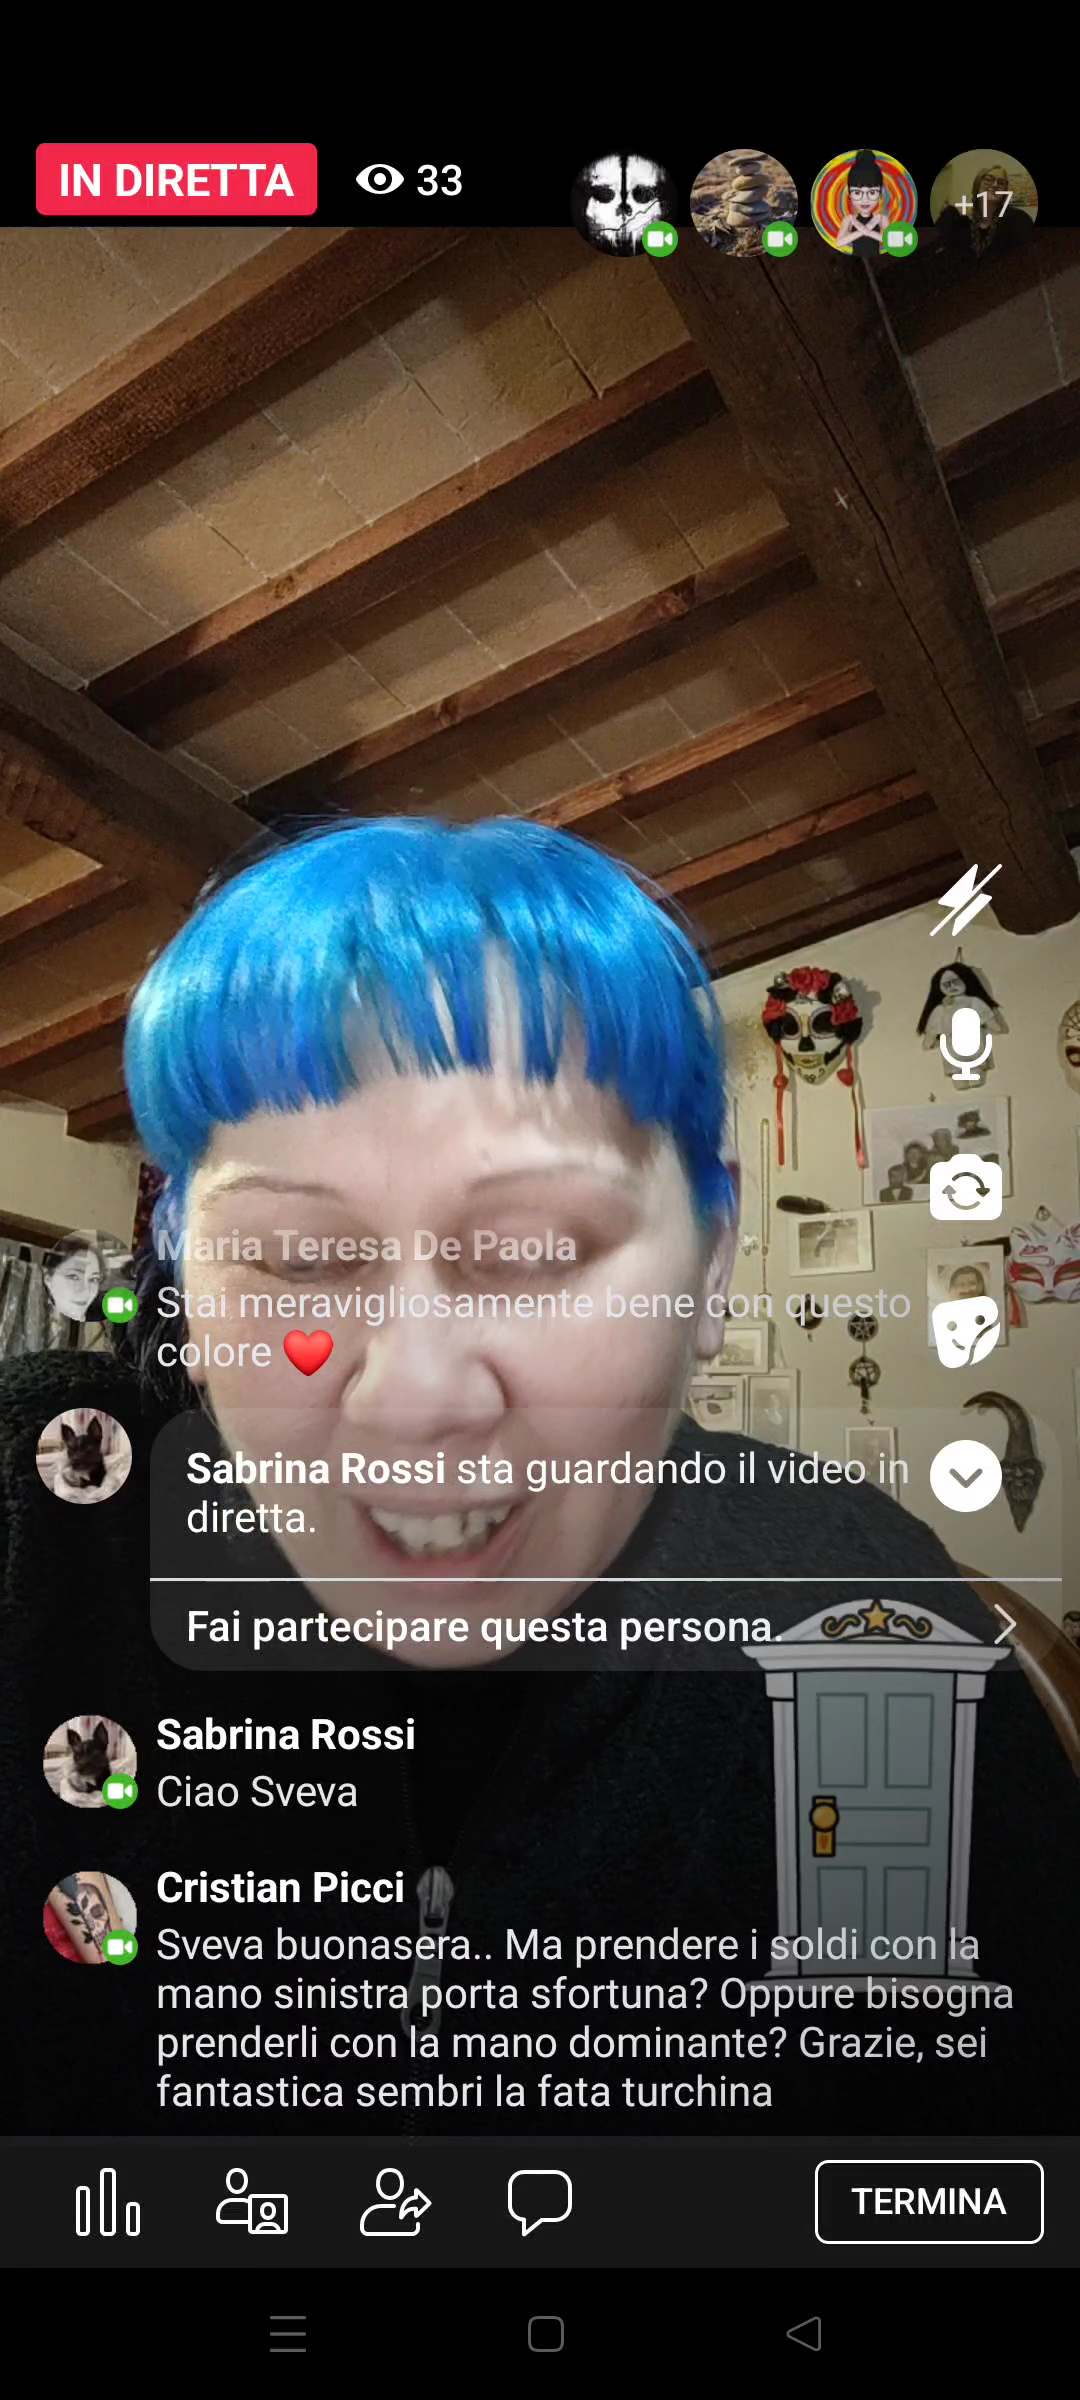 IN DIRETTA
33
+17
Maria Teresa De Paola
Stai meravigliosamente bene con questo
colore
Sabrina Rossi sta guardando il video in
diretta.
Fai partecipare questa persona.
Sabrina Rossi
Ciao Sveva
Cristian Picci
Sveva buonasera.. Ma prendere i soldi con la
mano sinistra porta sfortuna? Oppure bisogna
prenderli con la mano dominante? Grazie, sei
fantastica sembri la fata turchina
TERMINA